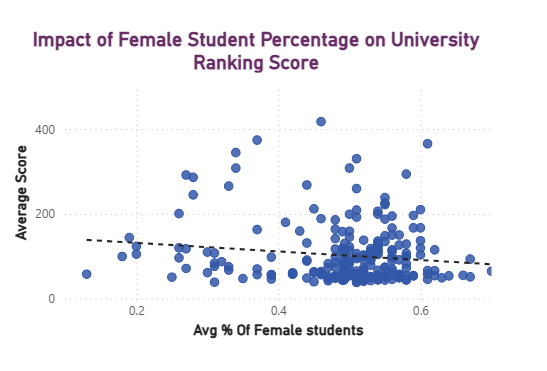 Impact of Female Student Percentage on University
Ranking Score
400
200
0
Average Score
0.2
0.4
0.6
Avg % Of Female students